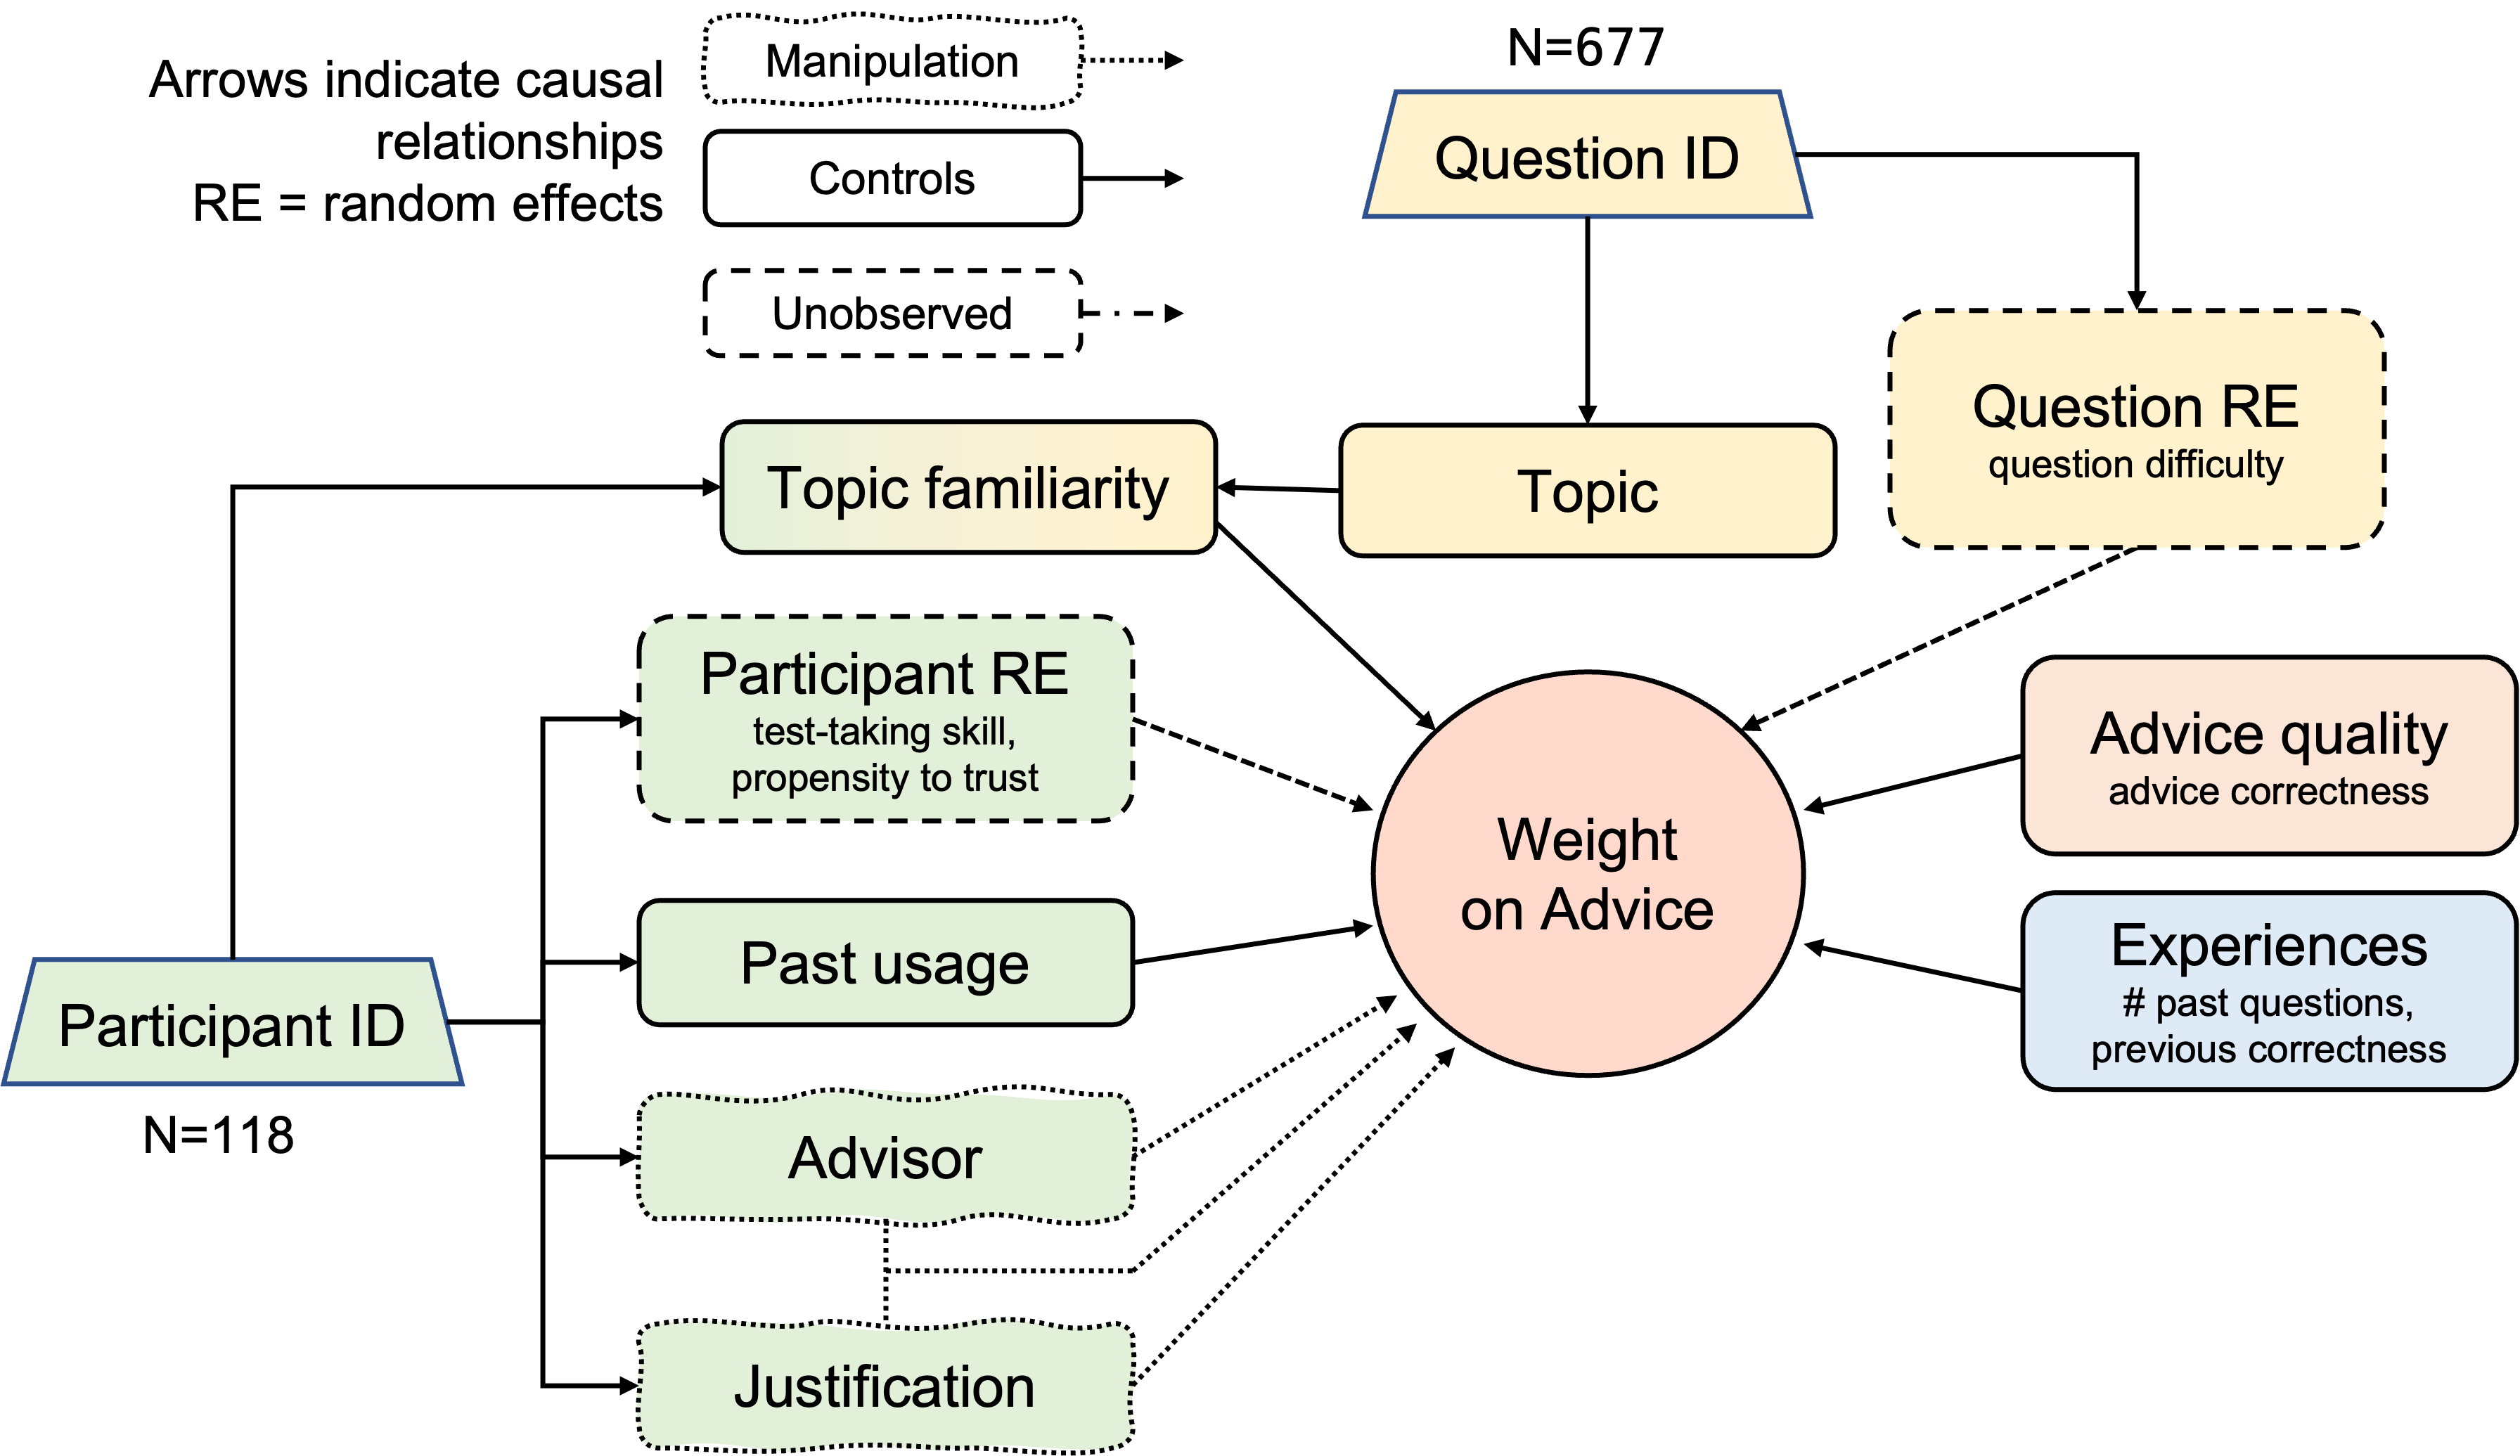 Arrows indicate causal
relationships
RE = random effects
Manipulation
Controls
Unobserved
N=677
Question ID
Question RE
question difficulty
Topic familiarity
Topic
Participant RE
test-taking skill,
propensity to trust
Weight
on Advice
Advice quality
advice correctness
Past usage
Experiences
# past questions,
previous correctness
Participant ID
N=118
Advisor
Justification